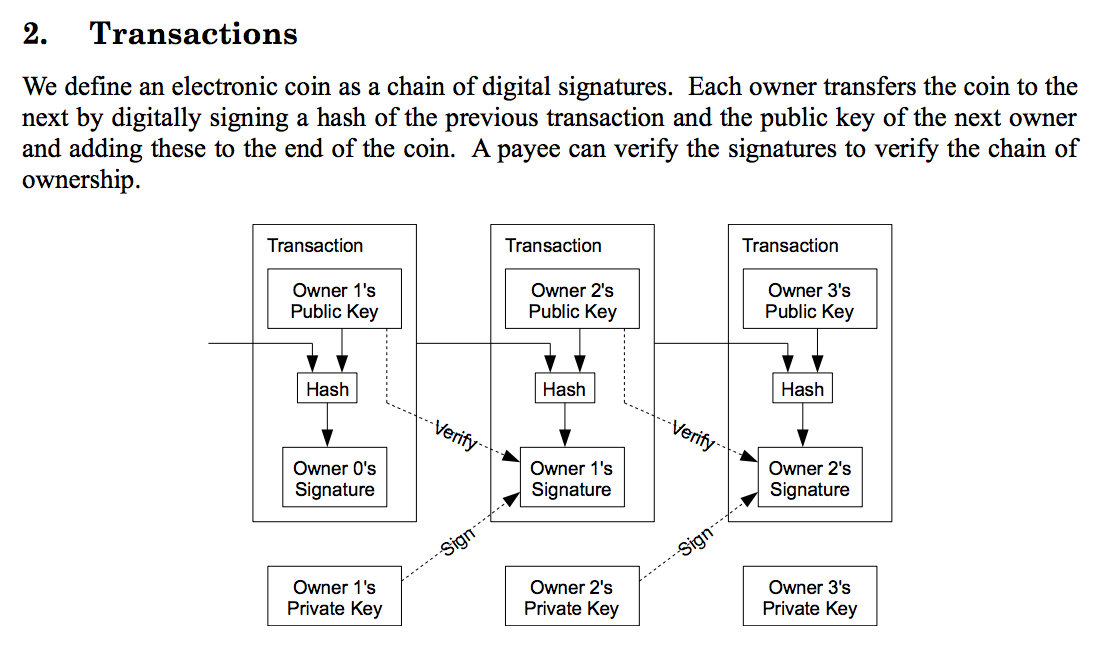 2. Transactions
We define an electronic coin as a chain of digital signatures. Each owner transfers the coin to the
next by digitally signing a hash of the previous transaction and the public key of the next owner
and adding these to the end of the coin. A payee can verify the signatures to verify the chain of
ownership.
Transaction
Owner 1's
Public Key
Hash
Owner 0's
Signature
Transaction
Owner 2's
Public Key
Hash
Owner 1's
Signature
Transaction
Owner 3's
Public Key
Hash
Owner 2's
Signature
Verify
Verify
Sign
Sign
Owner 1's
Private Key
Owner 2's
Private Key
Owner 3's
Private Key